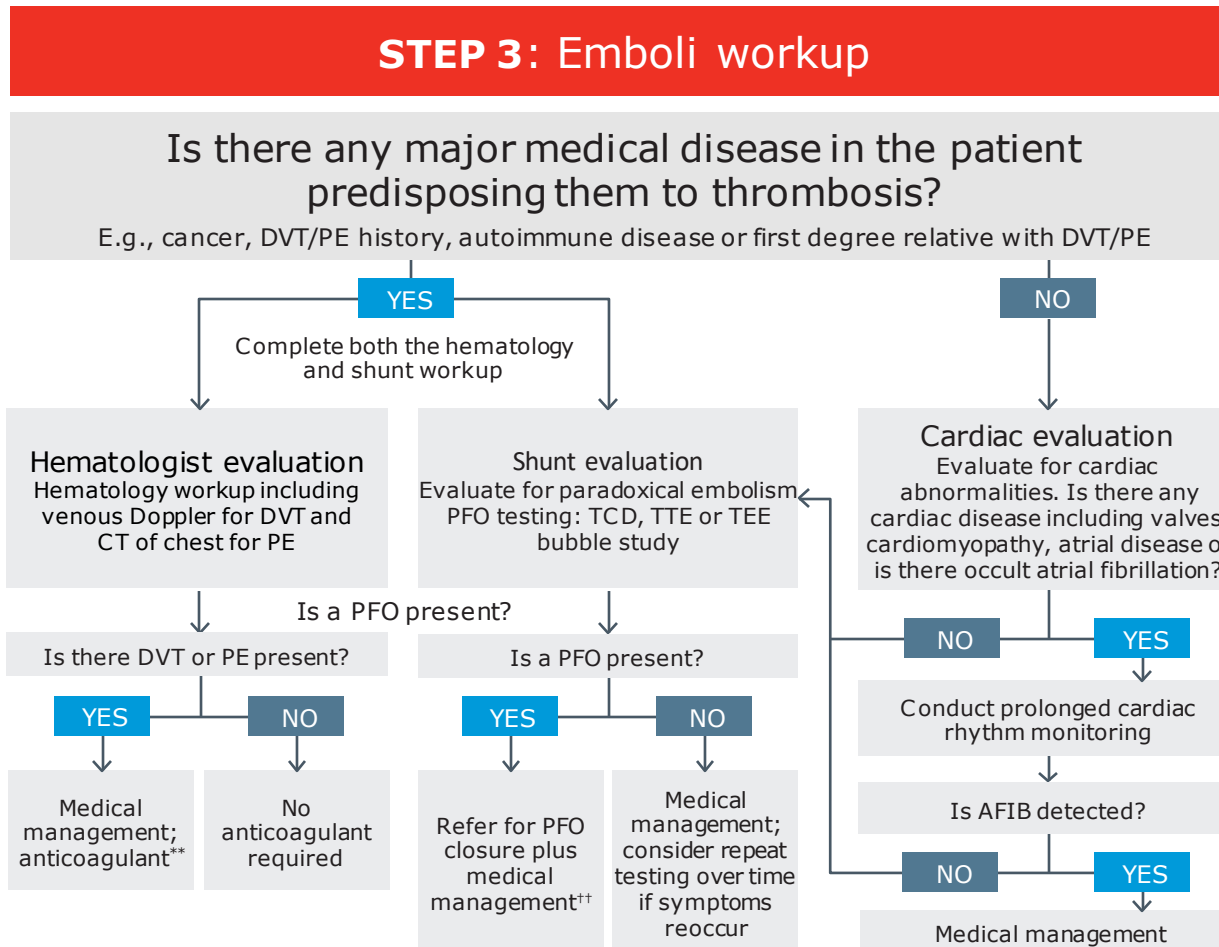 STEP 3: Emboli workup
Is there any major medical disease in the patient
predisposing them to thrombosis?
E.g., cancer, DVT/PE history, autoimmune disease or first degree relative with DVT/PE
YES
NO
Complete both the hematology
and shunt workup
Hematologist evaluation
Hematology workup including
venous Doppler for DVT and
CT of chest for PE
Shunt evaluation
Evaluate for paradoxical embolism
PFO testing: TCD, TTE or TEE
bubble study
Cardiac evaluation
Evaluate for cardiac
abnormalities. Is there any
cardiac disease including valves
cardiomyopathy, atrial disease o
is there occult atrial fibrillation?
Is a PFO present?
Is there DVT or PE present?
YES
NO
Medical
management;
anticoagulant**
No
anticoagulant
required
Is a PFO present?
YES
NO
Refer for PFO
closure plus
medical
management††
Medical
management;
consider repeat
testing over time
if symptoms
reoccur
NO
YES
Conduct prolonged cardiac
rhythm monitoring
Is AFIB detected?
NO
YES
Medical management